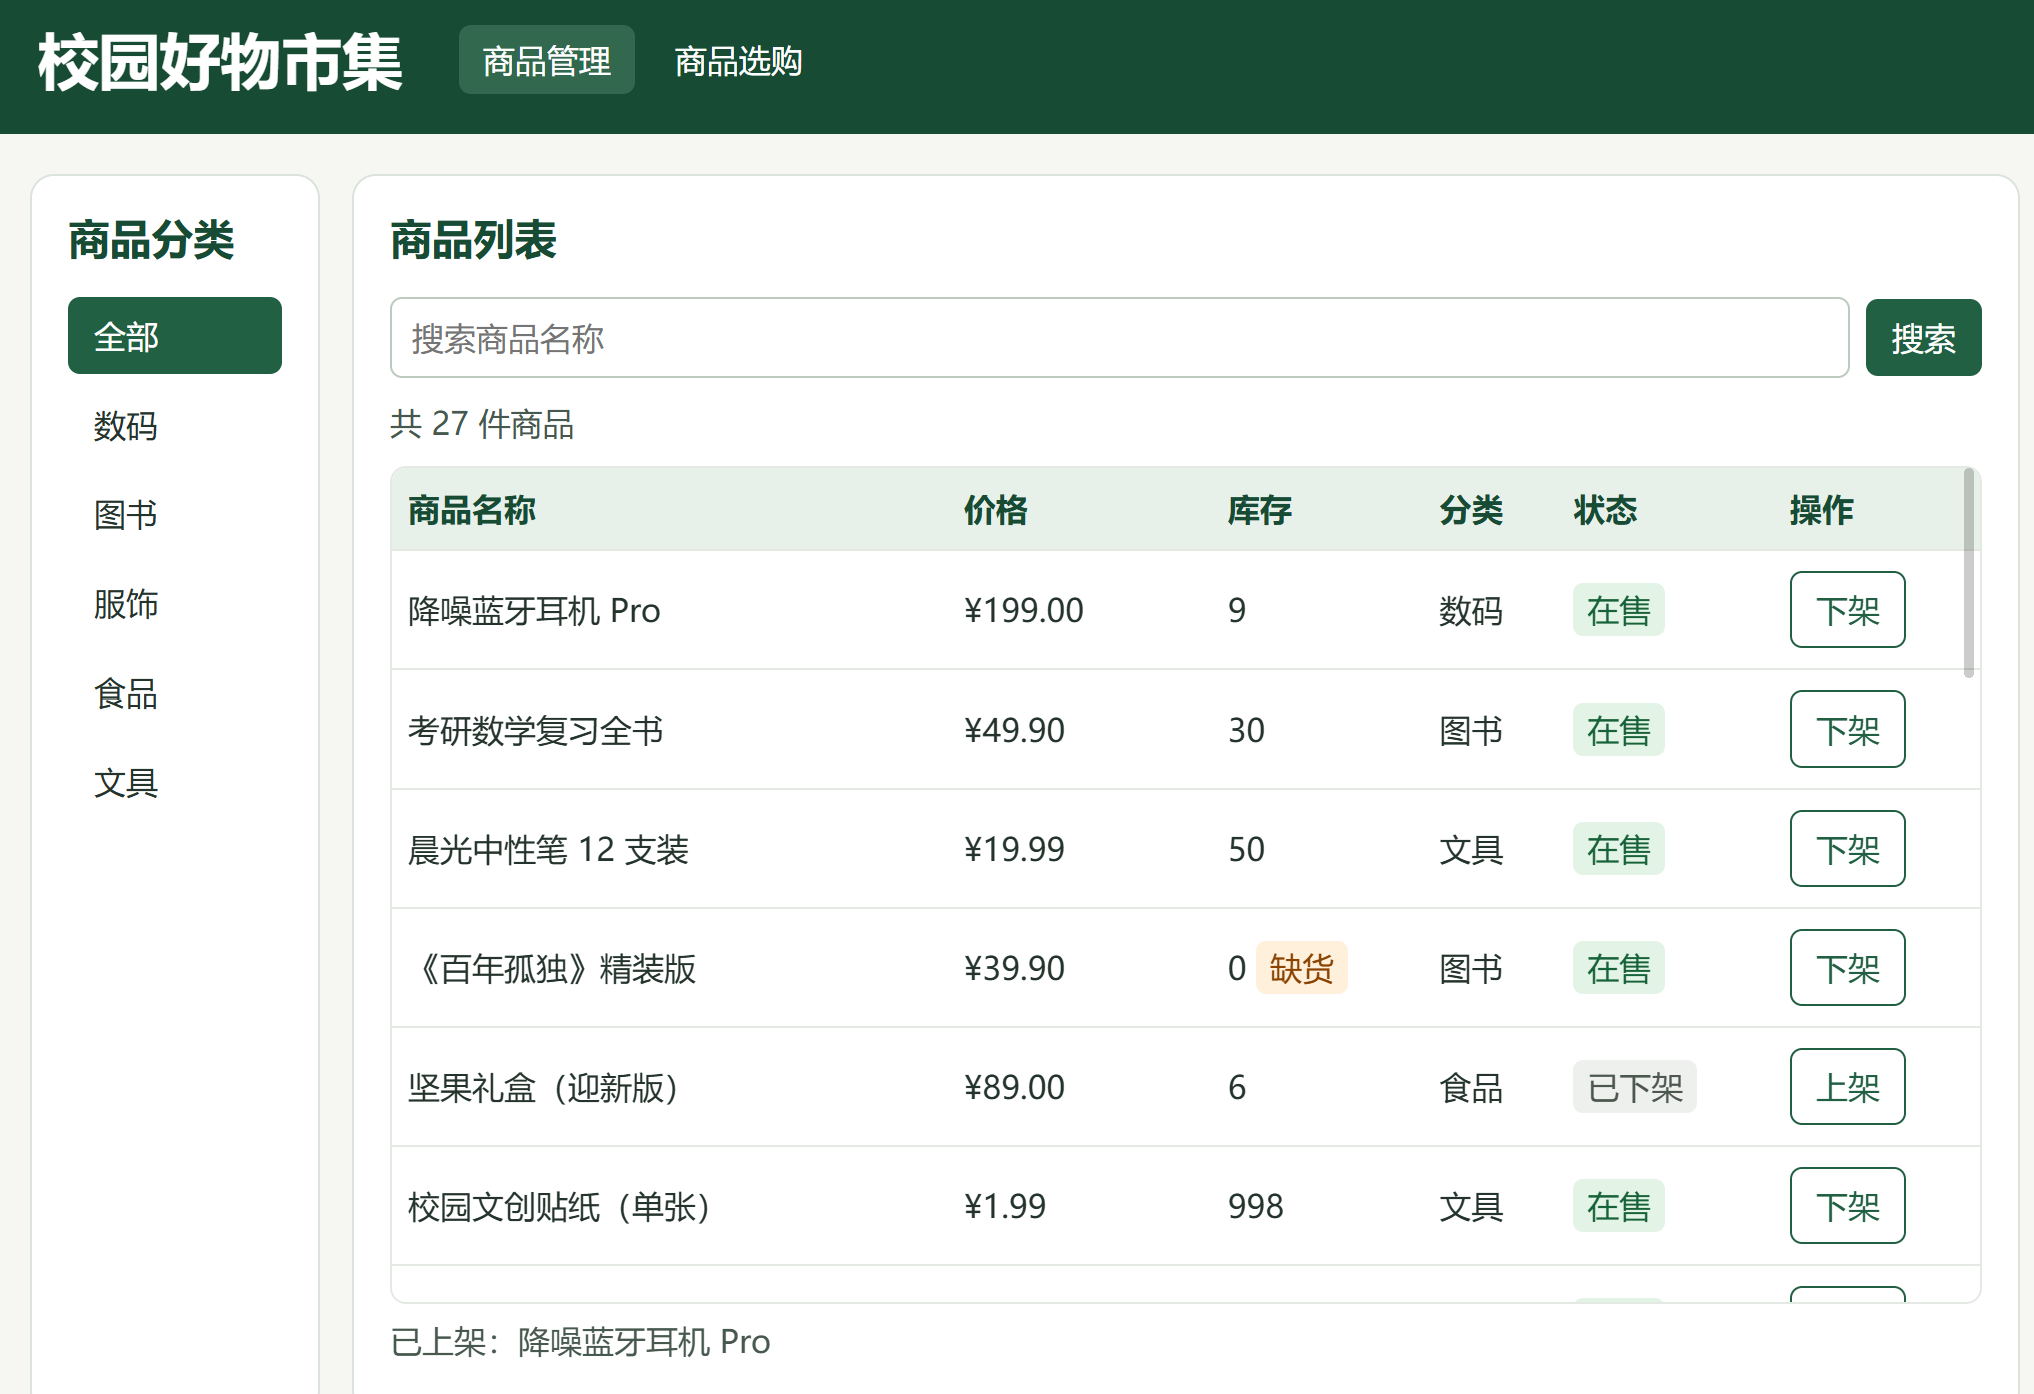 校园好物市集 商品管理 商品选购
商品分类
全部
数码
图书
服饰
食品
文具
商品列表
搜索商品名称 搜索
共 27 件商品
商品名称 价格 库存 分类 状态 操作
降噪蓝牙耳机 Pro ¥199.00 9 数码 在售 下架
考研数学复习全书 ¥49.90 30 图书 在售 下架
晨光中性笔 12 支装 ¥19.99 50 文具 在售 下架
《百年孤独》精装版 ¥39.90 0 缺货 图书 在售 下架
坚果礼盒（迎新版） ¥89.00 6 食品 已下架 上架
校园文创贴纸（单张） ¥1.99 998 文具 在售 下架
已上架：降噪蓝牙耳机 Pro